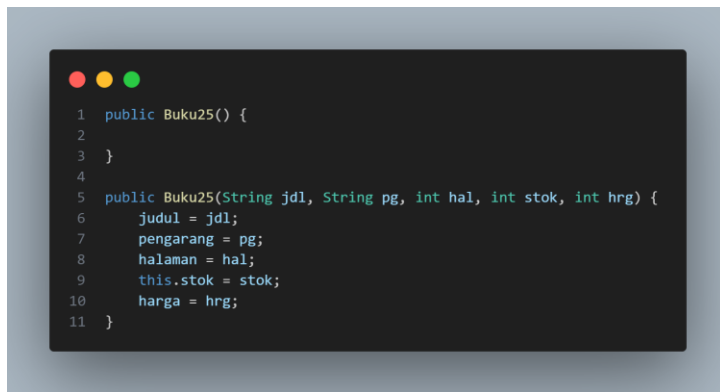 1 public Buku25() {
2
3 }
4
5 public Buku25(String jdl, String pg, int hal, int stok, int hrg) {
6     judul = jdl;
7     pengarang = pg;
8     halaman = hal;
9     this.stok = stok;
10     harga = hrg;
11 }